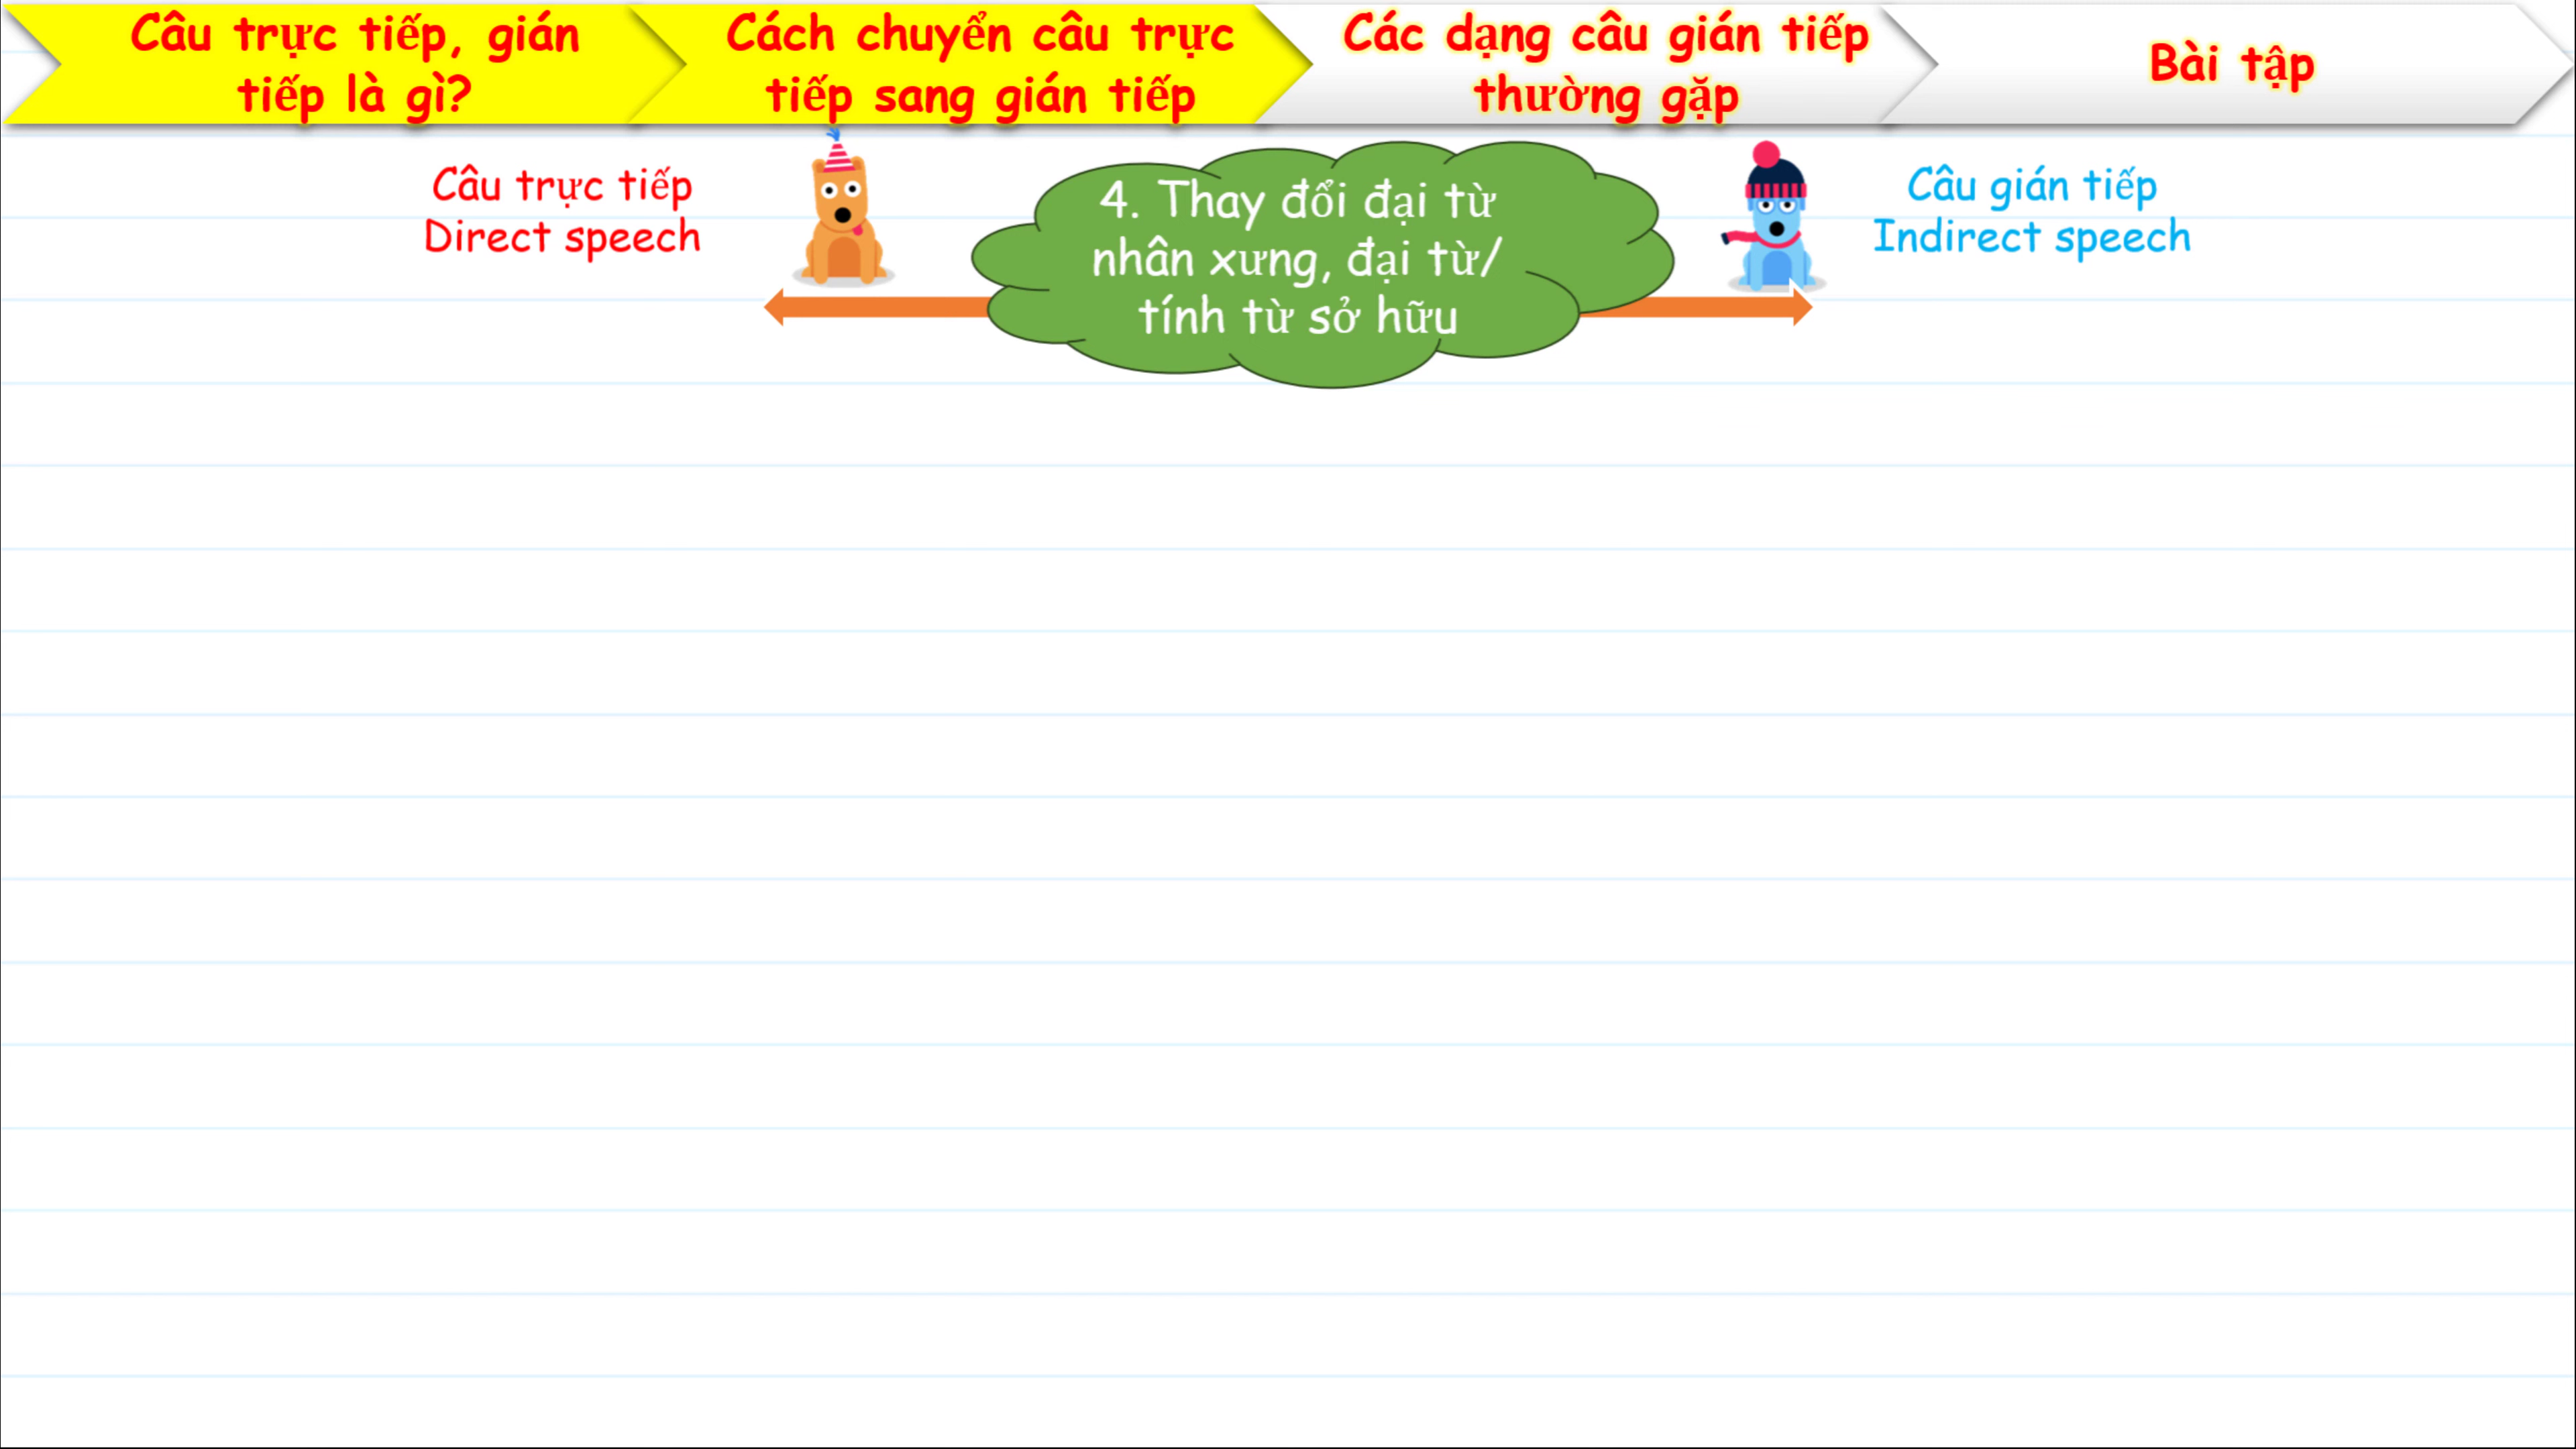 Câu trực tiếp, gián
tiếp là gì?
Cách chuyển câu trực
tiếp sang gián tiếp
Các dạng câu gián tiếp
thường gặp
Bài tập
Câu trực tiếp
Direct speech
4. Thay đổi đại từ
nhân xưng, đại từ/
tính từ sở hữu
Câu gián tiếp
Indirect speech